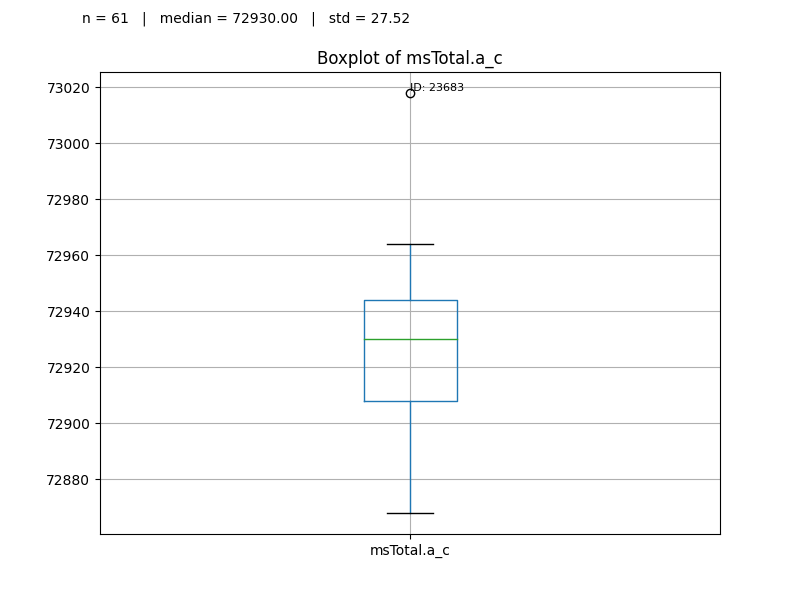 n = 61   |   median = 72930.00   |   std = 27.52
Boxplot of msTotal.a_c
73020
ID: 23683
73000
72980
72960
72940
72920
72900
72880
msTotal.a_c